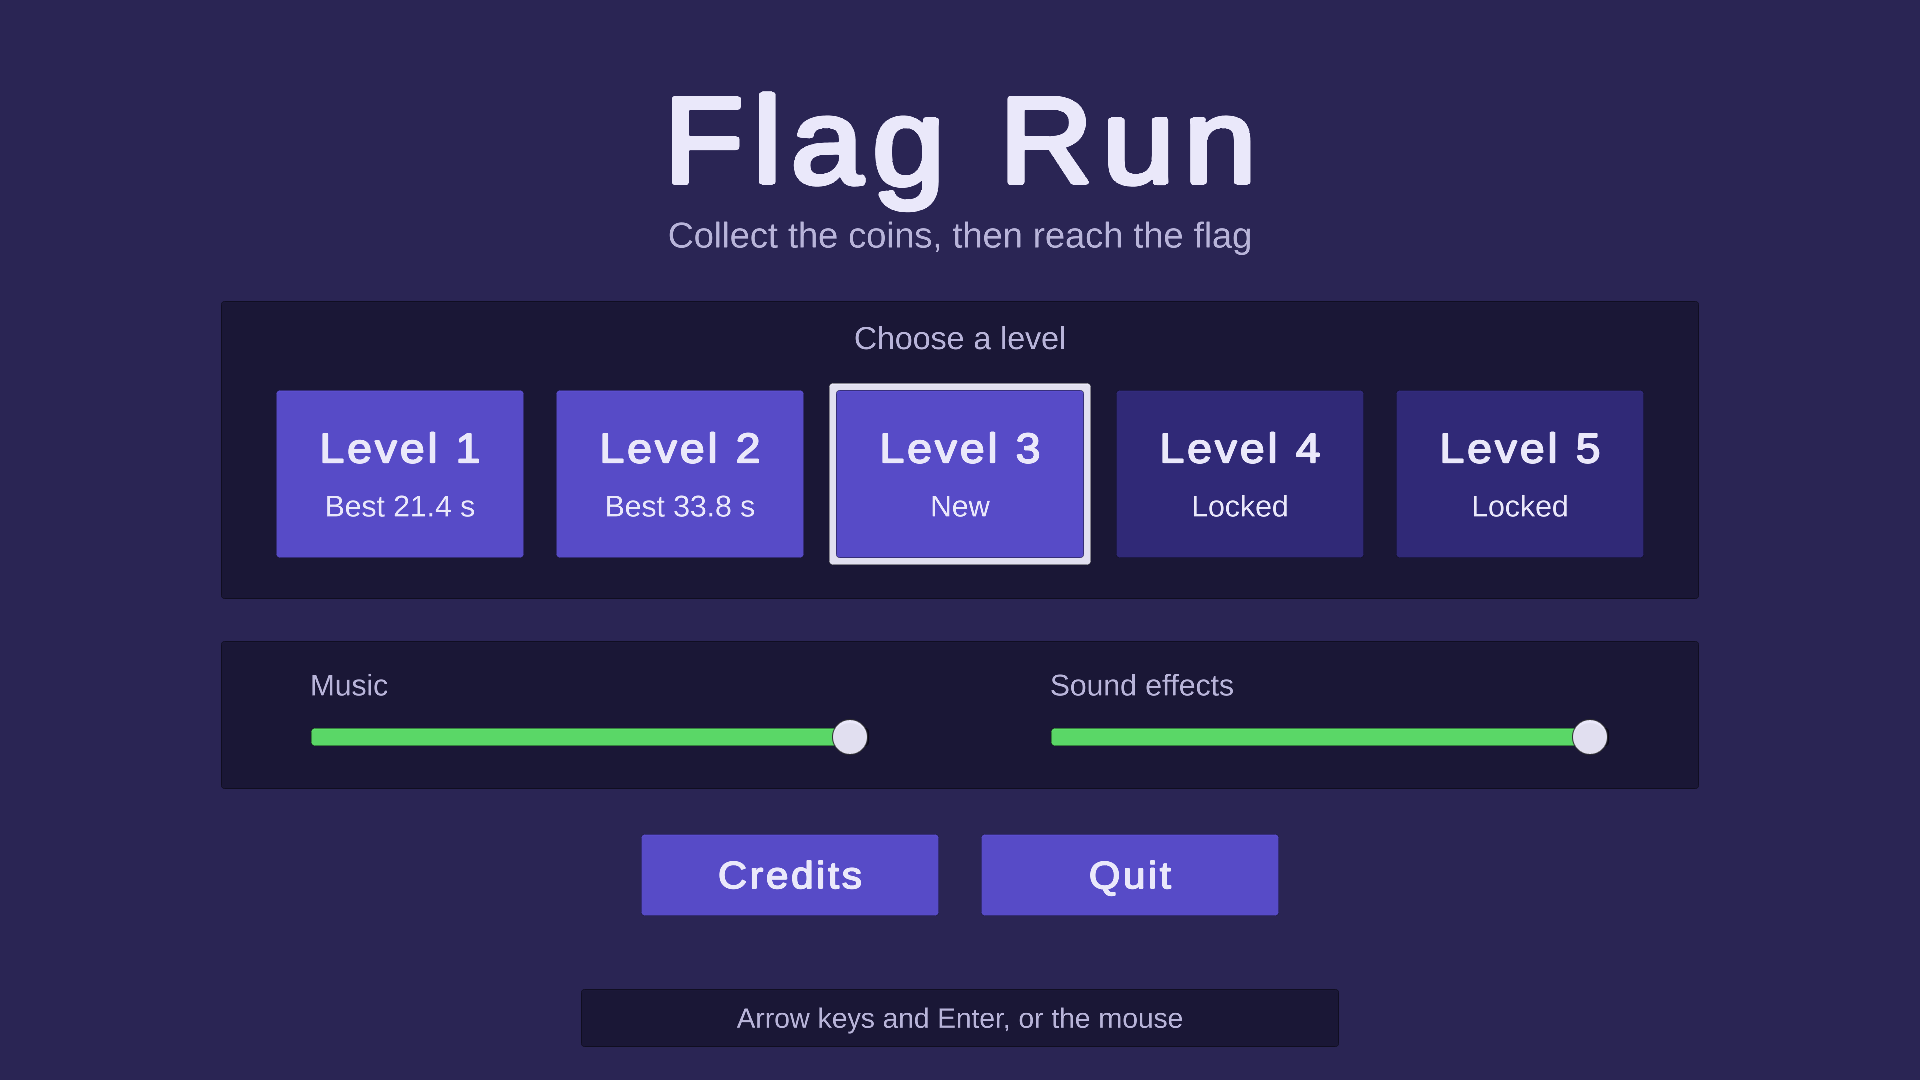 Flag Run
Collect the coins, then reach the flag
Choose a level
Level 1
Best 21.4 s
Level 2
Best 33.8 s
Level 3
New
Level 4
Locked
Level 5
Locked
Music
Sound effects
Credits
Quit
Arrow keys and Enter, or the mouse